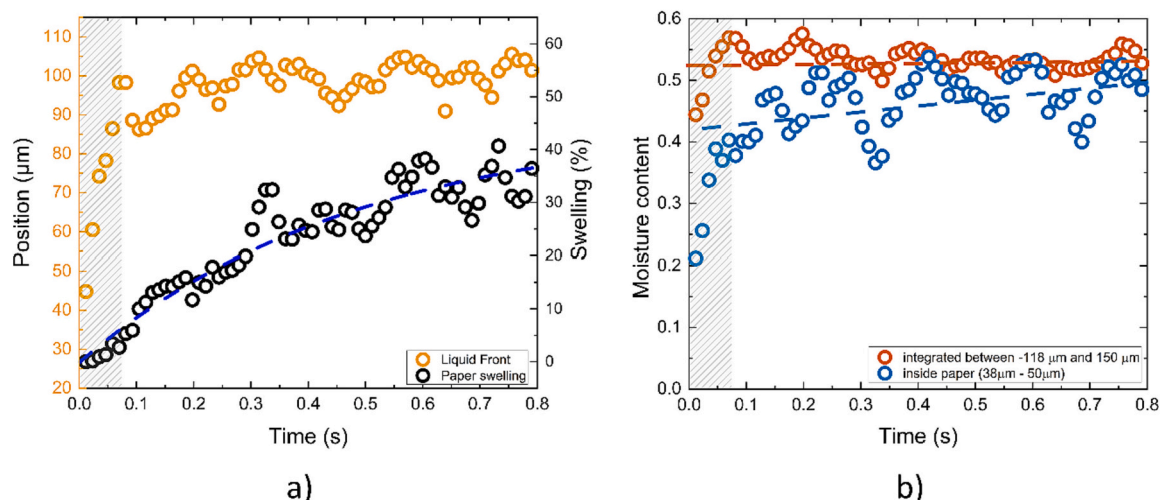 110
100
90
80
70
60
50
40
30
20
Position (µm)
60
50
40
30
20
10
0
Swelling (%)
Liquid Front
Paper swelling
0.0 0.1 0.2 0.3 0.4 0.5 0.6 0.7 0.8
Time (s)
a)
0.6
0.5
0.4
0.3
0.2
0.1
0.0
Moisture content
integrated between -118 µm and 150 µm
inside paper (38µm - 50µm)
0.0 0.1 0.2 0.3 0.4 0.5 0.6 0.7 0.8
Time (s)
b)